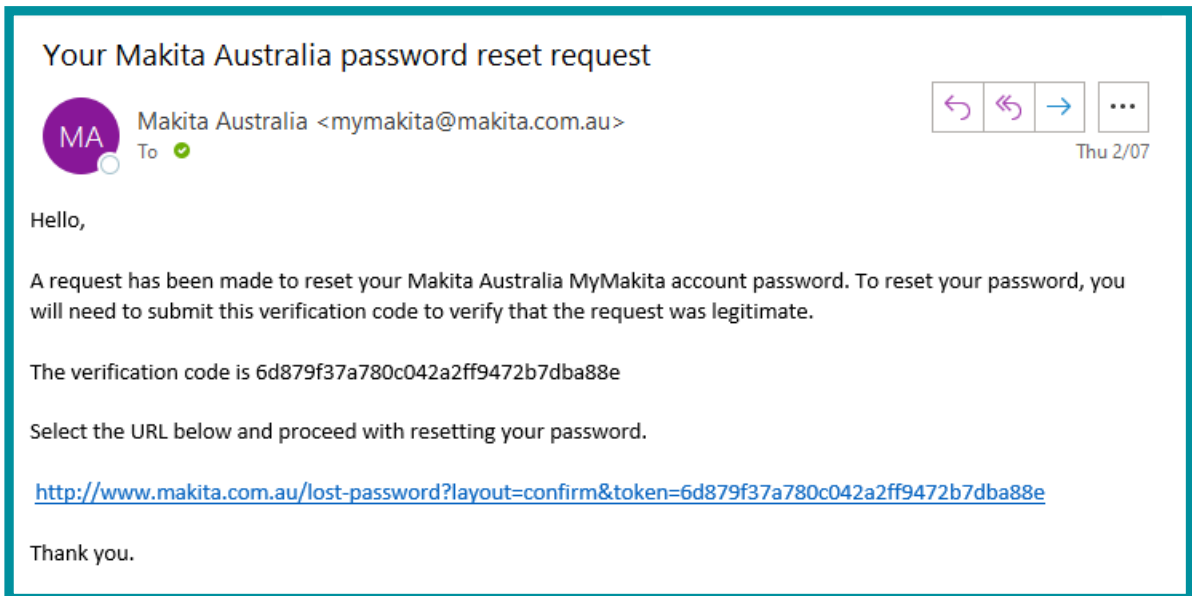 Your Makita Australia password reset request
MA
Makita Australia <mymakita@makita.com.au>
To
Thu 2/07
Hello,
A request has been made to reset your Makita Australia MyMakita account password. To reset your password, you
will need to submit this verification code to verify that the request was legitimate.
The verification code is 6d879f37a780c042a2ff9472b7dba88e
Select the URL below and proceed with resetting your password.
http://www.makita.com.au/lost-password?layout=confirm&token=6d879f37a780c042a2ff9472b7dba88e
Thank you.